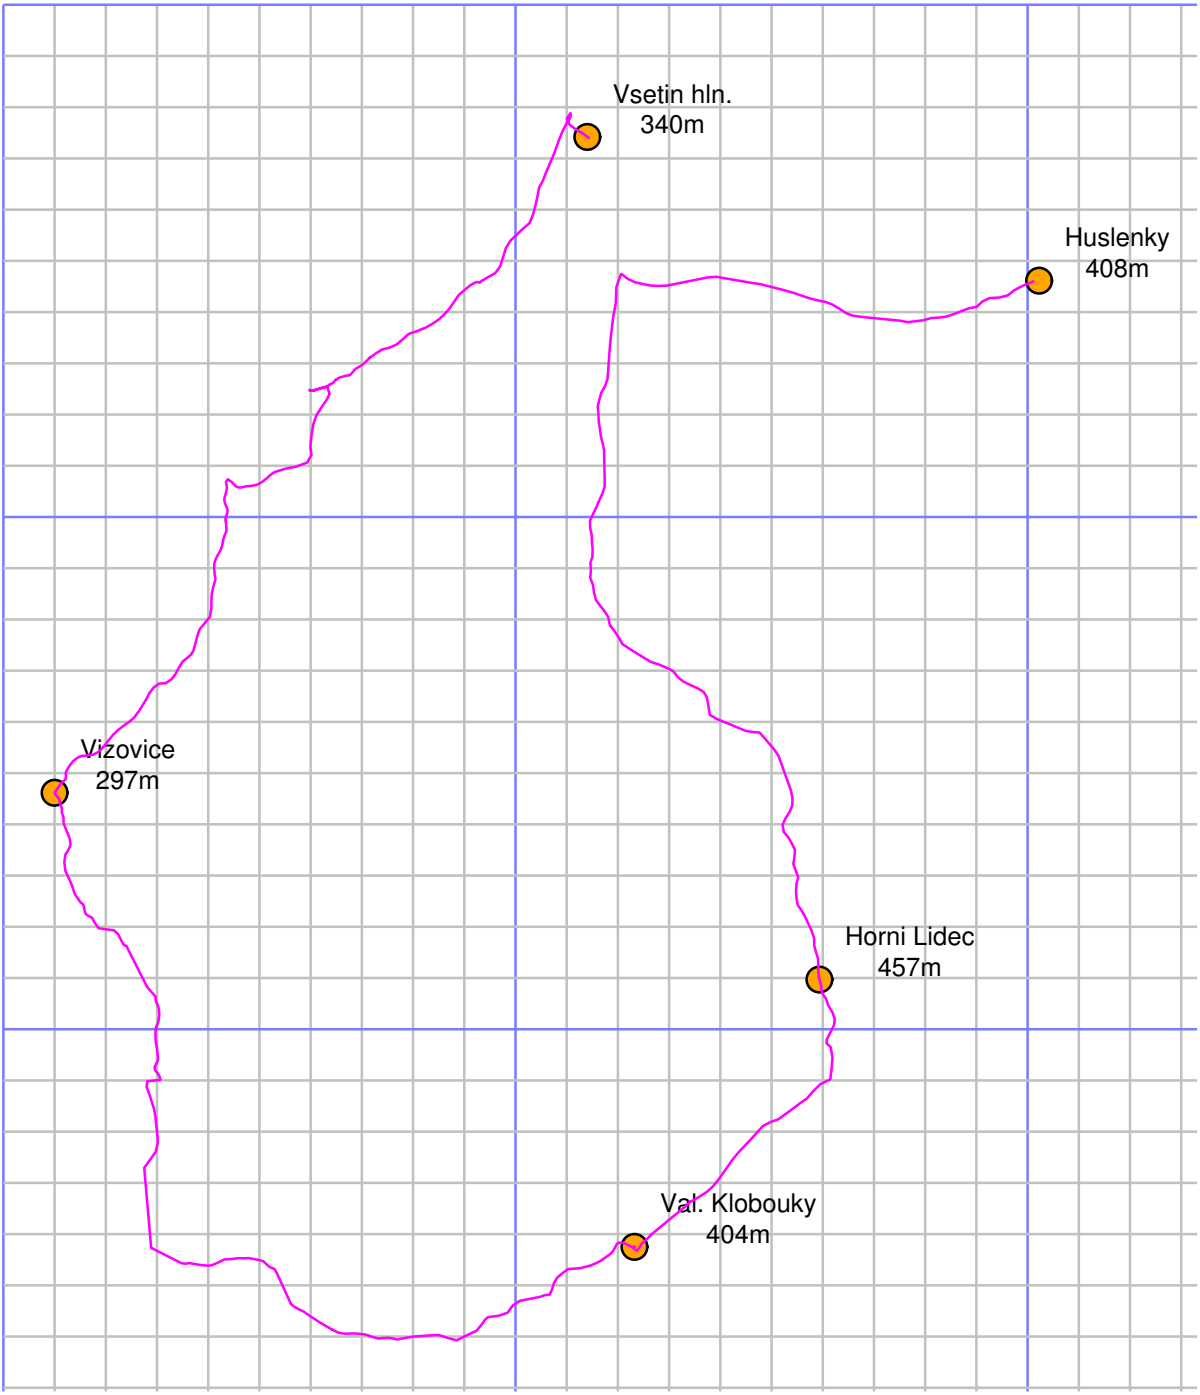 Vsetin hln.
340m
Huslenky
408m
Vizovice
297m
Horni Lidec
457m
Val. Klobouky
404m